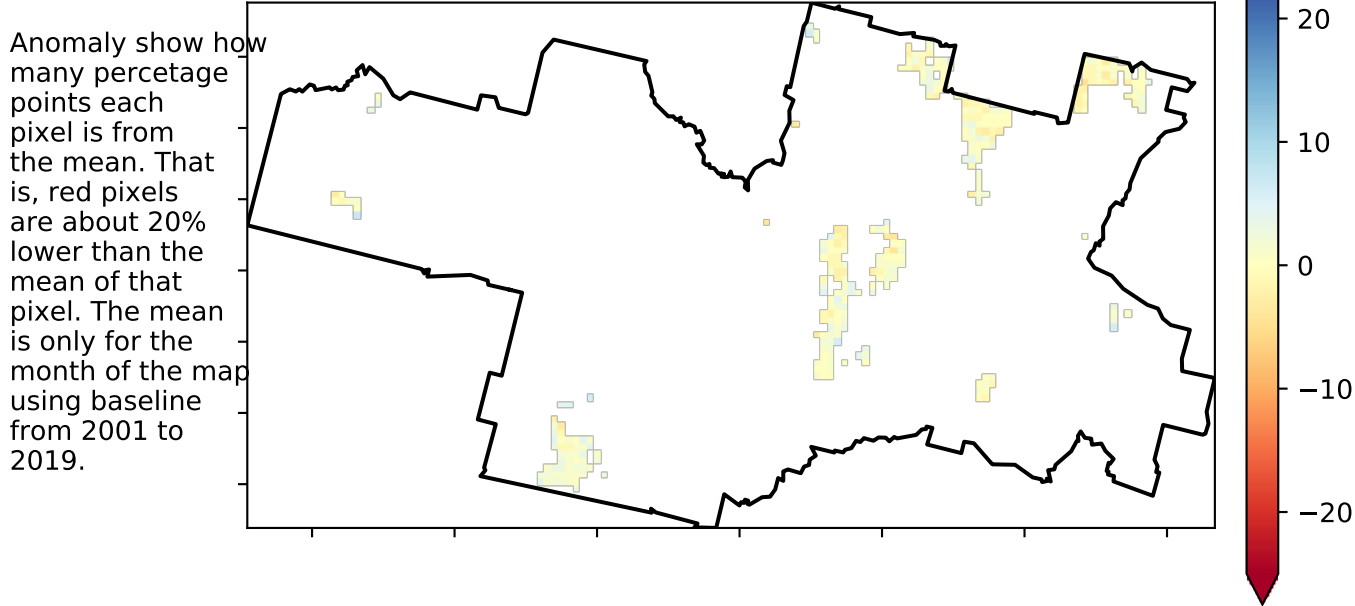 Anomaly show how
many percetage
points each
pixel is from
the mean. That
is, red pixels
are about 20%
lower than the
mean of that
pixel. The mean
is only for the
month of the map
using baseline
from 2001 to
2019.
20
10
0
−10
−20